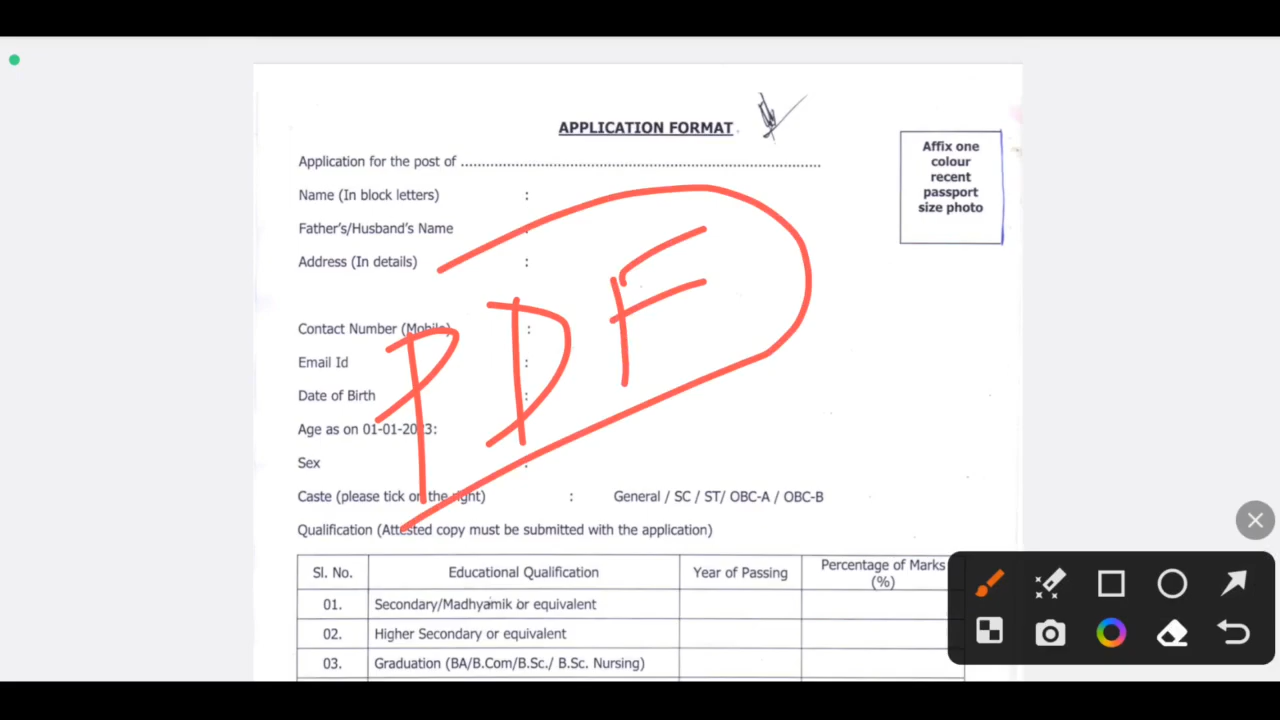 APPLICATION FORMAT
Affix one
colour
recent
passport
size photo
Application for the post of ..........................................................................................
Name (In block letters) :
Father's/Husband's Name :
Address (In details) :
Contact Number (Mobile) :
Email Id :
Date of Birth :
Age as on 01-01-2023:
Sex :
Caste (please tick on the right) : General / SC / ST/ OBC-A / OBC-B
Qualification (Attested copy must be submitted with the application)
PDF
Sl. No. Educational Qualification Year of Passing Percentage of Marks (%)
01. Secondary/Madhyamik or equivalent
02. Higher Secondary or equivalent
03. Graduation (BA/B.Com/B.Sc./ B.Sc. Nursing)